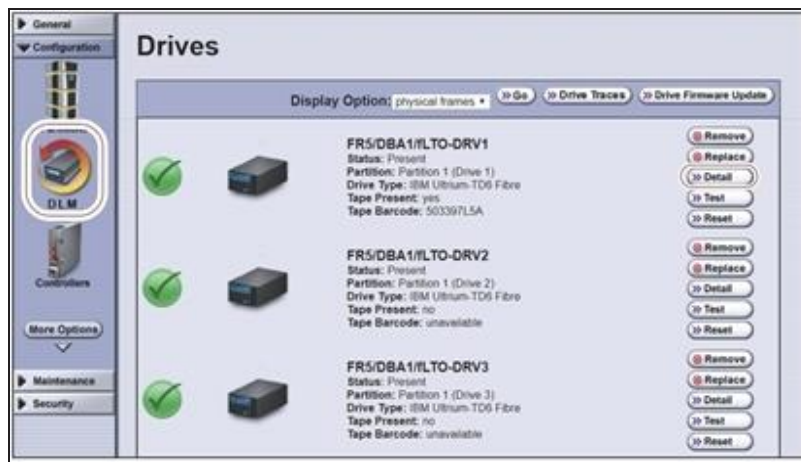 General
Configuration
DLM
Controllers
More Options
Maintenance
Security
Drives
Display Option: physical frames Go Drive Traces Drive Firmware Update
FR5/DBA1/fLTO-DRV1
Status: Present
Partition: Partition 1 (Drive 1)
Drive Type: IBM Ultrium-TD6 Fibre
Tape Present: yes
Tape Barcode: 503397L5A
Remove
Replace
Detail
Test
Reset
FR5/DBA1/fLTO-DRV2
Status: Present
Partition: Partition 1 (Drive 2)
Drive Type: IBM Ultrium-TD6 Fibre
Tape Present: no
Tape Barcode: unavailable
Remove
Replace
Detail
Test
Reset
FR5/DBA1/fLTO-DRV3
Status: Present
Partition: Partition 1 (Drive 3)
Drive Type: IBM Ultrium-TD6 Fibre
Tape Present: no
Tape Barcode: unavailable
Remove
Replace
Detail
Test
Reset